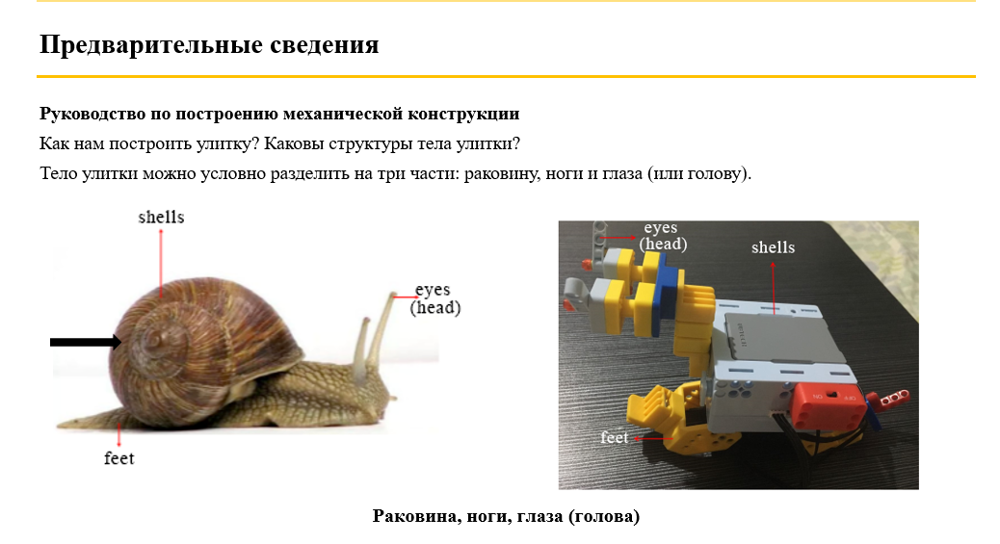 Предварительные сведения
Руководство по построению механической конструкции
Как нам построить улитку? Каковы структуры тела улитки?
Тело улитки можно условно разделить на три части: раковину, ноги и глаза (или голову).
shells
eyes
(head)
feet
eyes
(head)
shells
feet
ON
OFF
Раковина, ноги, глаза (голова)